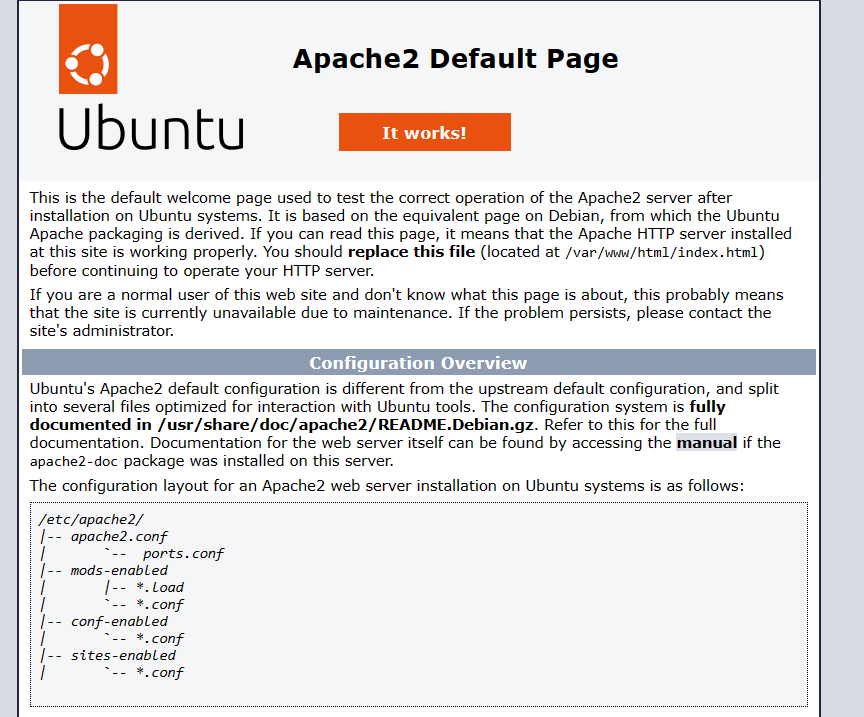 Apache2 Default Page
Ubuntu
It works!
This is the default welcome page used to test the correct operation of the Apache2 server after
installation on Ubuntu systems. It is based on the equivalent page on Debian, from which the Ubuntu
Apache packaging is derived. If you can read this page, it means that the Apache HTTP server installed
at this site is working properly. You should replace this file (located at /var/www/html/index.html)
before continuing to operate your HTTP server.
If you are a normal user of this web site and don't know what this page is about, this probably means
that the site is currently unavailable due to maintenance. If the problem persists, please contact the
site's administrator.
Configuration Overview
Ubuntu's Apache2 default configuration is different from the upstream default configuration, and split
into several files optimized for interaction with Ubuntu tools. The configuration system is fully
documented in /usr/share/doc/apache2/README.Debian.gz. Refer to this for the full
documentation. Documentation for the web server itself can be found by accessing the manual if the
apache2-doc package was installed on this server.
The configuration layout for an Apache2 web server installation on Ubuntu systems is as follows:
/etc/apache2/
|-- apache2.conf
|       `--  ports.conf
|-- mods-enabled
|       |-- *.load
|       `-- *.conf
|-- conf-enabled
|       `-- *.conf
|-- sites-enabled
|       `-- *.conf